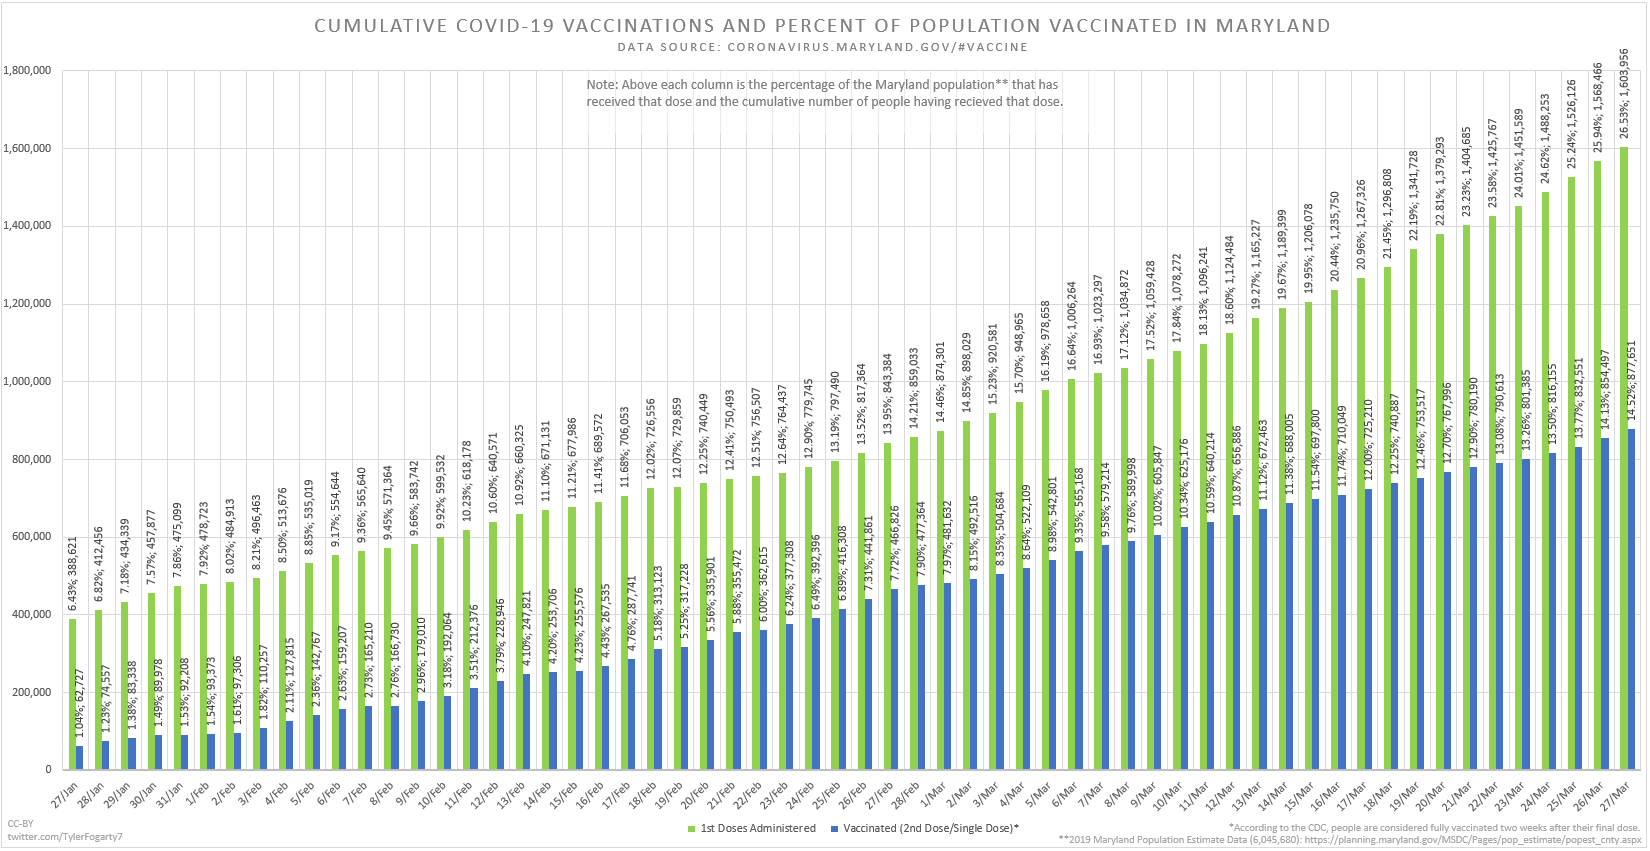 CUMULATIVE COVID-19 VACCINATIONS AND PERCENT OF POPULATION VACCINATED IN MARYLAND
DATA SOURCE: CORONAVIRUS.MARYLAND.GOV/#VACCINE
Note: Above each column is the percentage of the Maryland population** that has
received that dose and the cumulative number of people having recieved that dose.
1,800,000
1,600,000
1,400,000
1,200,000
1,000,000
800,000
600,000
400,000
200,000
0
6.43%; 388,621
1.04%; 62,727
6.82%; 412,456
1.23%; 74,557
7.18%; 434,339
1.38%; 83,338
7.57%; 457,877
1.49%; 89,978
7.86%; 475,099
1.53%; 92,208
7.92%; 478,723
1.54%; 93,373
8.02%; 484,913
1.61%; 97,306
8.21%; 496,463
1.82%; 110,257
8.50%; 513,676
2.11%; 127,815
8.85%; 535,019
2.36%; 142,767
9.17%; 554,644
2.63%; 159,207
9.36%; 565,640
2.73%; 165,210
9.45%; 571,364
2.76%; 166,730
9.66%; 583,742
2.96%; 179,010
9.92%; 599,532
3.18%; 192,064
10.23%; 618,178
3.51%; 212,376
10.60%; 640,571
3.79%; 228,946
10.92%; 660,325
4.10%; 247,821
11.10%; 671,131
4.20%; 253,706
11.21%; 677,986
4.23%; 255,576
11.41%; 689,572
4.43%; 267,535
11.68%; 706,053
4.76%; 287,741
12.02%; 726,556
5.18%; 313,123
12.07%; 729,859
5.25%; 317,228
12.25%; 740,449
5.56%; 335,901
12.41%; 750,493
5.88%; 355,472
12.51%; 756,507
6.00%; 362,615
12.64%; 764,437
6.24%; 377,308
12.90%; 779,745
6.49%; 392,396
13.19%; 797,490
6.89%; 416,308
13.52%; 817,364
7.31%; 441,861
13.95%; 843,384
7.72%; 466,826
14.21%; 859,033
7.90%; 477,364
14.46%; 874,301
7.97%; 481,632
14.85%; 898,029
8.15%; 492,516
15.23%; 920,581
8.35%; 504,684
15.70%; 948,965
8.64%; 522,109
16.19%; 978,658
8.98%; 542,801
16.64%; 1,006,264
9.35%; 565,168
16.93%; 1,023,297
9.58%; 579,214
17.12%; 1,034,872
9.76%; 589,998
17.52%; 1,059,428
10.02%; 605,847
17.84%; 1,078,272
10.34%; 625,176
18.13%; 1,096,241
10.59%; 640,214
18.60%; 1,124,484
10.87%; 656,886
19.27%; 1,165,227
11.12%; 672,463
19.67%; 1,189,399
11.38%; 688,005
19.95%; 1,206,078
11.54%; 697,800
20.44%; 1,235,750
11.74%; 710,049
20.96%; 1,267,326
12.00%; 725,210
21.45%; 1,296,808
12.25%; 740,887
22.19%; 1,341,728
12.46%; 753,517
22.81%; 1,379,293
12.70%; 767,996
23.23%; 1,404,685
12.90%; 780,190
23.58%; 1,425,767
13.08%; 790,613
24.01%; 1,451,589
13.26%; 801,385
24.62%; 1,488,253
13.50%; 816,155
25.24%; 1,526,126
13.77%; 832,551
25.94%; 1,568,466
14.13%; 854,497
26.53%; 1,603,956
14.52%; 877,651
27/Jan
28/Jan
29/Jan
30/Jan
31/Jan
1/Feb
2/Feb
3/Feb
4/Feb
5/Feb
6/Feb
7/Feb
8/Feb
9/Feb
10/Feb
11/Feb
12/Feb
13/Feb
14/Feb
15/Feb
16/Feb
17/Feb
18/Feb
19/Feb
20/Feb
21/Feb
22/Feb
23/Feb
24/Feb
25/Feb
26/Feb
27/Feb
28/Feb
1/Mar
2/Mar
3/Mar
4/Mar
5/Mar
6/Mar
7/Mar
8/Mar
9/Mar
10/Mar
11/Mar
12/Mar
13/Mar
14/Mar
15/Mar
16/Mar
17/Mar
18/Mar
19/Mar
20/Mar
21/Mar
22/Mar
23/Mar
24/Mar
25/Mar
26/Mar
27/Mar
1st Doses Administered
Vaccinated (2nd Dose/Single Dose)*
CC-BY
twitter.com/TylerFogarty7
*According to the CDC, people are considered fully vaccinated two weeks after their final dose.
**2019 Maryland Population Estimate Data (6,045,680): https://planning.maryland.gov/MSDC/Pages/pop_estimate/popest_cnty.aspx